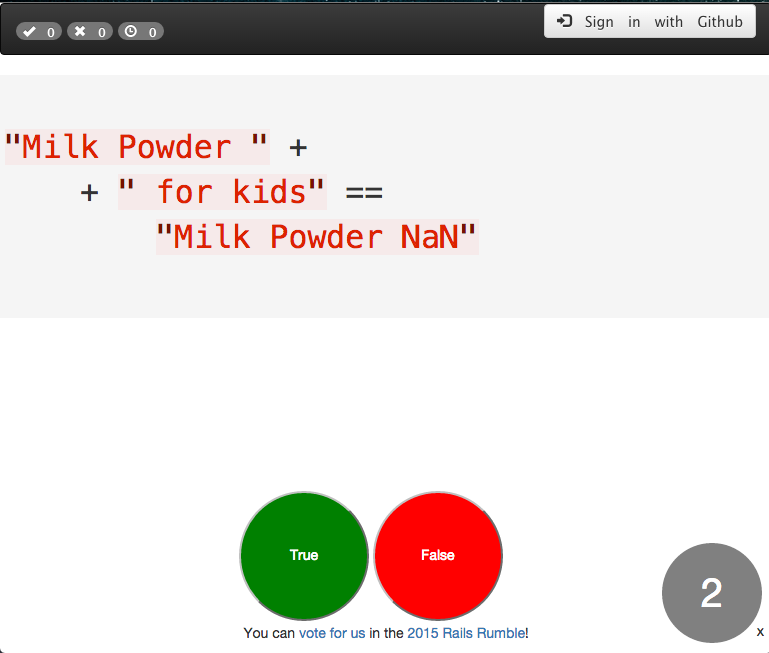 0 0 0 Sign in with Github
"Milk Powder " +
+ " for kids" ==
"Milk Powder NaN"
True False
2
You can vote for us in the 2015 Rails Rumble! x